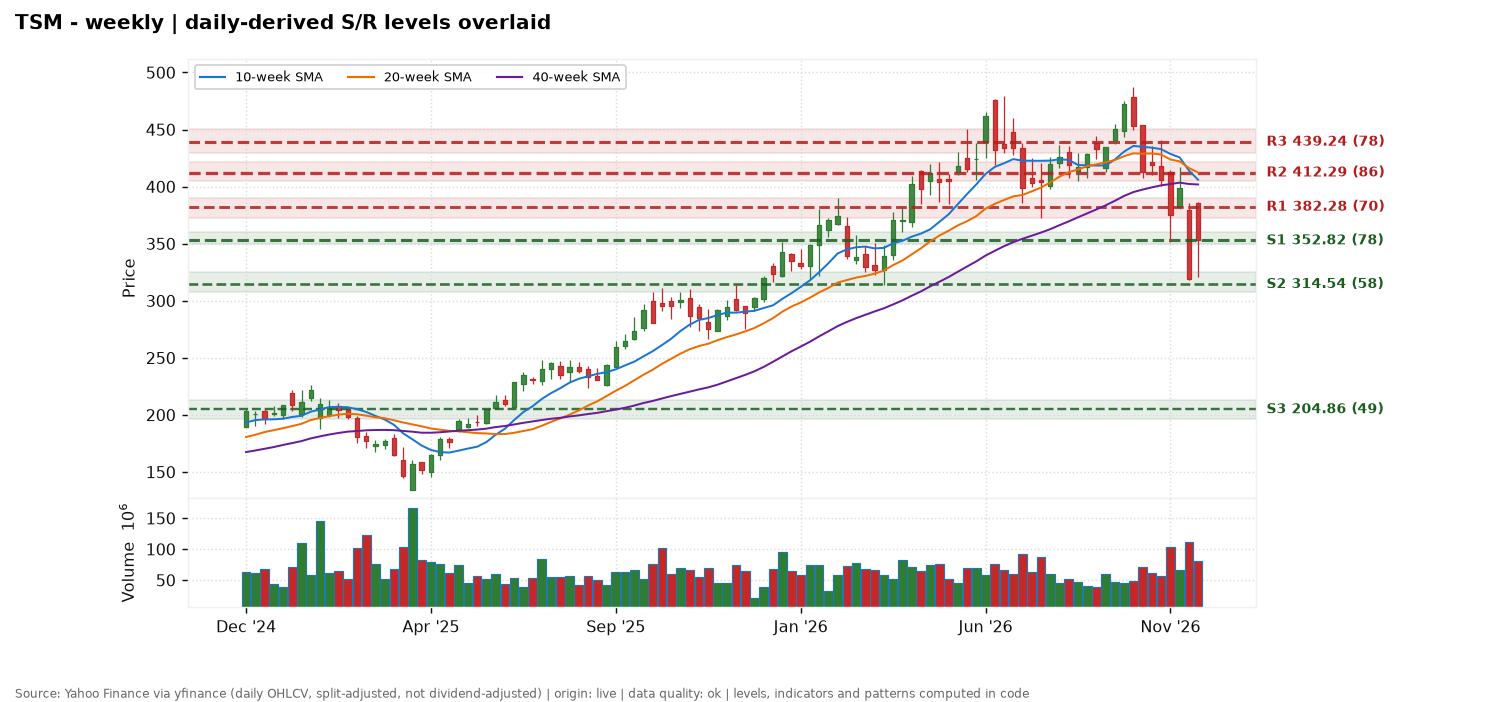 TSM - weekly | daily-derived S/R levels overlaid
10-week SMA 20-week SMA 40-week SMA
Price
500
450
400
350
300
250
200
150
R3 439.24 (78)
R2 412.29 (86)
R1 382.28 (70)
S1 352.82 (78)
S2 314.54 (58)
S3 204.86 (49)
Volume 10⁶
150
100
50
Dec '24 Apr '25 Sep '25 Jan '26 Jun '26 Nov '26
Source: Yahoo Finance via yfinance (daily OHLCV, split-adjusted, not dividend-adjusted) | origin: live | data quality: ok | levels, indicators and patterns computed in code